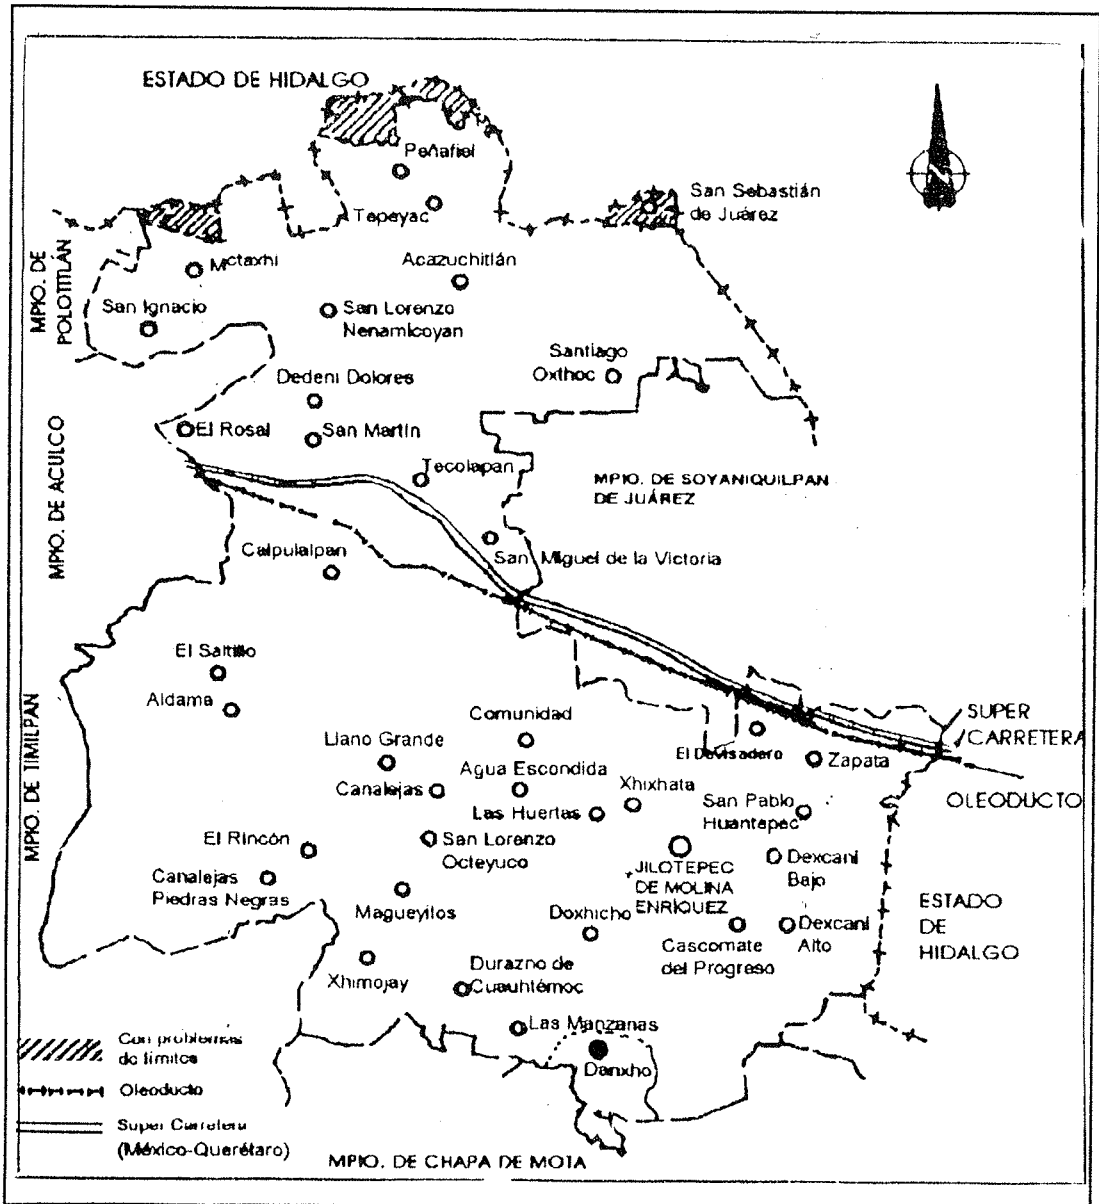 ESTADO DE HIDALGO
Peñafiel
Tepeyac
San Sebastián
de Juárez
N
MPIO. DE
POLOTITLÁN
Mctaxhi
Acazuchitlán
San Ignacio
San Lorenzo
Nenamicoyan
Santiago
Oxthoc
Dedeni Dolores
El Rosal
San Martín
MPIO. DE ACULCO
Tecolapan
MPIO. DE SOYANIQUILPAN
DE JUÁREZ
Calpulalpan
San Miguel de la Victoria
El Saltillo
Aldama
MPIO. DE TIMILPAN
Comunidad
Llano Grande
El Devisadero
Zapata
SUPER
CARRETERA
Canalejas
Agua Escondida
Las Huertas
Xhixhata
San Pablo
Huantepec
OLEODUCTO
El Rincón
San Lorenzo
Octeyuco
JILOTEPEC
DE MOLINA
ENRÍQUEZ
Dexcaní
Bajo
Canalejas
Piedras Negras
Magueyitos
Doxhicho
Cascomate
del Progreso
Dexcaní
Alto
ESTADO
DE
HIDALGO
Xhimojay
Durazno de
Cuauhtémoc
Las Manzanas
Danxho
Con problemas
de límites
Oleoducto
Super Carretera
(México-Querétaro)
MPIO. DE CHAPA DE MOTA